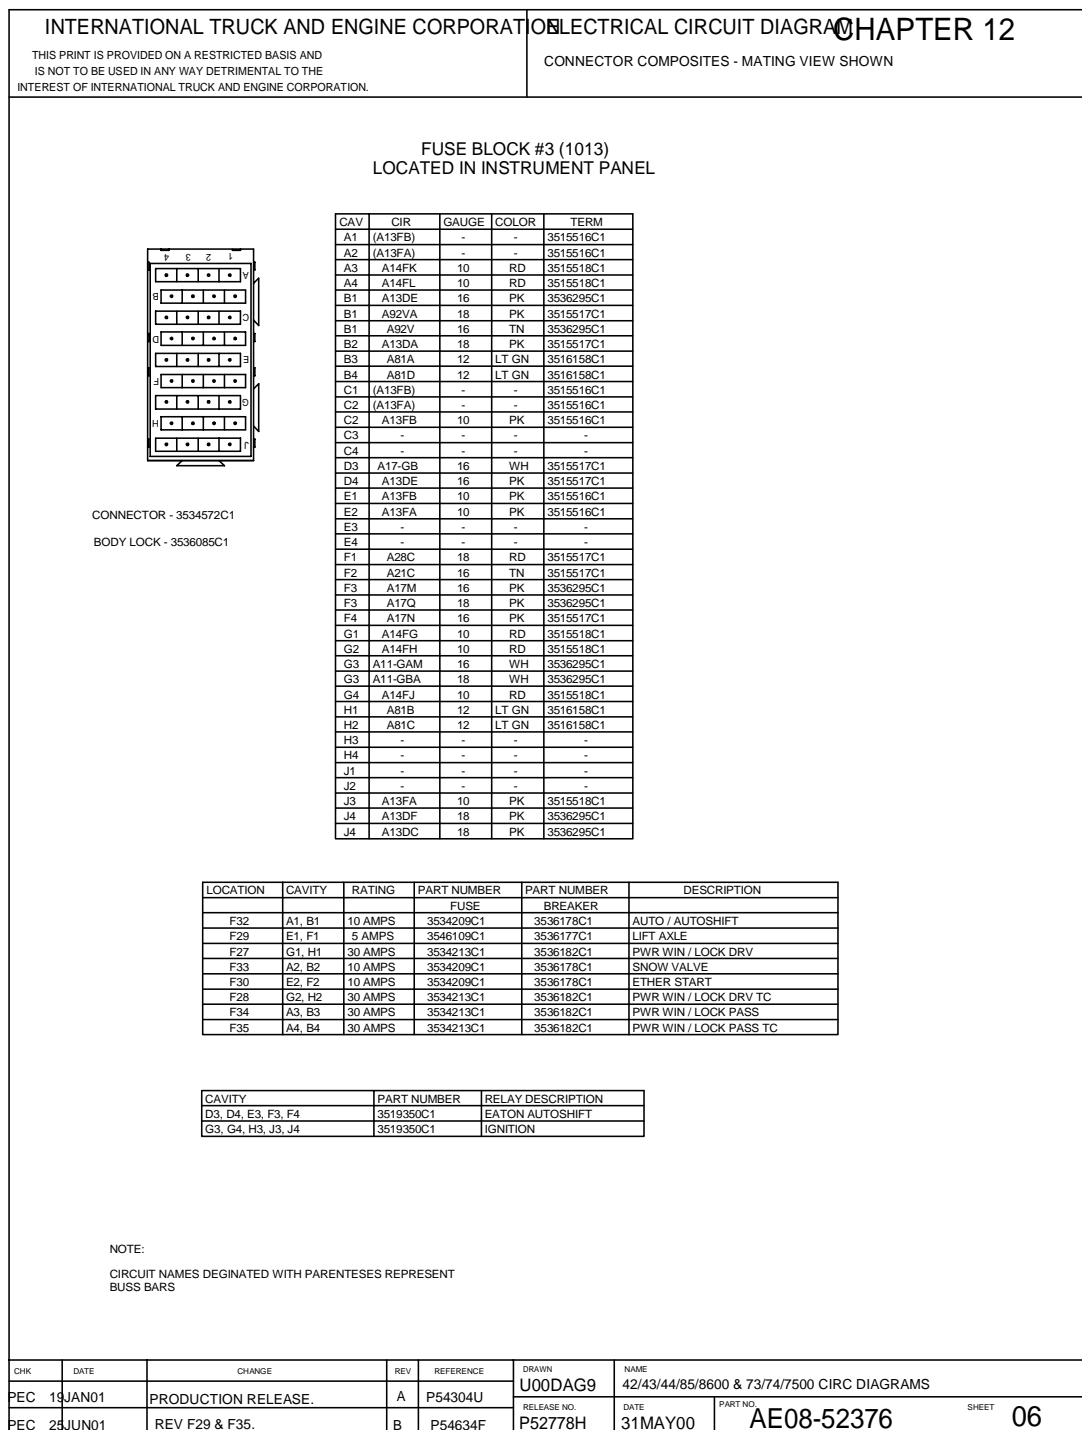 INTERNATIONAL TRUCK AND ENGINE CORPORATION
THIS PRINT IS PROVIDED ON A RESTRICTED BASIS AND
IS NOT TO BE USED IN ANY WAY DETRIMENTAL TO THE
INTEREST OF INTERNATIONAL TRUCK AND ENGINE CORPORATION.
ELECTRICAL CIRCUIT DIAGRAM
CHAPTER 12
CONNECTOR COMPOSITES - MATING VIEW SHOWN
FUSE BLOCK #3 (1013)
LOCATED IN INSTRUMENT PANEL
4 3 2 1
A
B
C
D
E
F
G
H
J
CONNECTOR - 3534572C1
BODY LOCK - 3536085C1
CAV CIR GAUGE COLOR TERM
A1 (A13FB) - - 3515516C1
A2 (A13FA) - - 3515516C1
A3 A14FK 10 RD 3515518C1
A4 A14FL 10 RD 3515518C1
B1 A13DE 16 PK 3536295C1
B1 A92VA 18 PK 3515517C1
B1 A92V 16 TN 3536295C1
B2 A13DA 18 PK 3515517C1
B3 A81A 12 LT GN 3516158C1
B4 A81D 12 LT GN 3516158C1
C1 (A13FB) - - 3515516C1
C2 (A13FA) - - 3515516C1
C2 A13FB 10 PK 3515516C1
C3 - - - -
C4 - - - -
D3 A17-GB 16 WH 3515517C1
D4 A13DE 16 PK 3515517C1
E1 A13FB 10 PK 3515516C1
E2 A13FA 10 PK 3515516C1
E3 - - - -
E4 - - - -
F1 A28C 18 RD 3515517C1
F2 A21C 16 TN 3515517C1
F3 A17M 16 PK 3536295C1
F3 A17Q 18 PK 3536295C1
F4 A17N 16 PK 3515517C1
G1 A14FG 10 RD 3515518C1
G2 A14FH 10 RD 3515518C1
G3 A11-GAM 16 WH 3536295C1
G3 A11-GBA 18 WH 3536295C1
G4 A14FJ 10 RD 3515518C1
H1 A81B 12 LT GN 3516158C1
H2 A81C 12 LT GN 3516158C1
H3 - - - -
H4 - - - -
J1 - - - -
J2 - - - -
J3 A13FA 10 PK 3515518C1
J4 A13DF 18 PK 3536295C1
J4 A13DC 18 PK 3536295C1
LOCATION CAVITY RATING PART NUMBER PART NUMBER DESCRIPTION
FUSE BREAKER
F32 A1, B1 10 AMPS 3534209C1 3536178C1 AUTO / AUTOSHIFT
F29 E1, F1 5 AMPS 3546109C1 3536177C1 LIFT AXLE
F27 G1, H1 30 AMPS 3534213C1 3536182C1 PWR WIN / LOCK DRV
F33 A2, B2 10 AMPS 3534209C1 3536178C1 SNOW VALVE
F30 E2, F2 10 AMPS 3534209C1 3536178C1 ETHER START
F28 G2, H2 30 AMPS 3534213C1 3536182C1 PWR WIN / LOCK DRV TC
F34 A3, B3 30 AMPS 3534213C1 3536182C1 PWR WIN / LOCK PASS
F35 A4, B4 30 AMPS 3534213C1 3536182C1 PWR WIN / LOCK PASS TC
CAVITY PART NUMBER RELAY DESCRIPTION
D3, D4, E3, F3, F4 3519350C1 EATON AUTOSHIFT
G3, G4, H3, J3, J4 3519350C1 IGNITION
NOTE:
CIRCUIT NAMES DEGINATED WITH PARENTESES REPRESENT
BUSS BARS
CHK DATE CHANGE REV REFERENCE
PEC 19JAN01 PRODUCTION RELEASE. A P54304U
PEC 25JUN01 REV F29 & F35. B P54634F
DRAWN
U00DAG9
NAME
42/43/44/85/8600 & 73/74/7500 CIRC DIAGRAMS
RELEASE NO.
P52778H
DATE
31MAY00
PART NO.
AE08-52376
SHEET 06